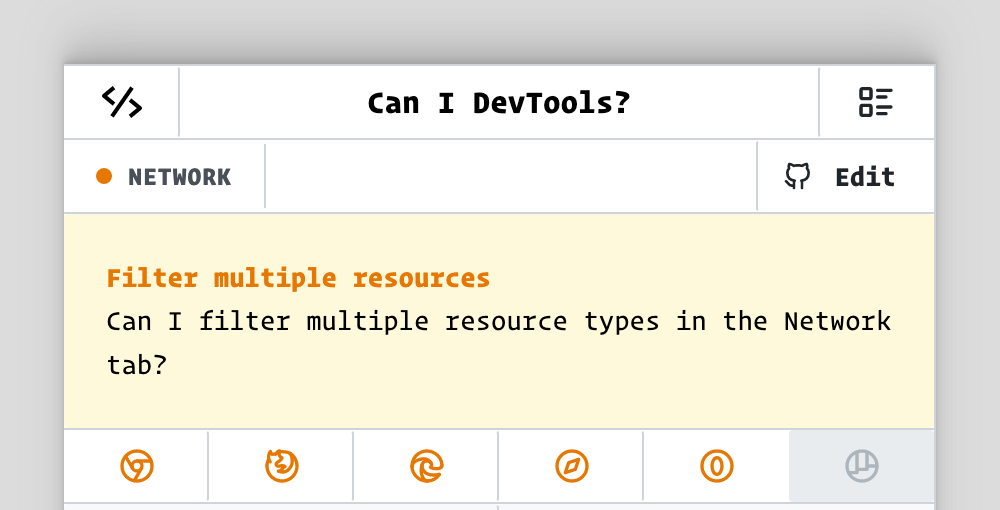 Can I DevTools?
NETWORK
Edit
Filter multiple resources
Can I filter multiple resource types in the Network
tab?